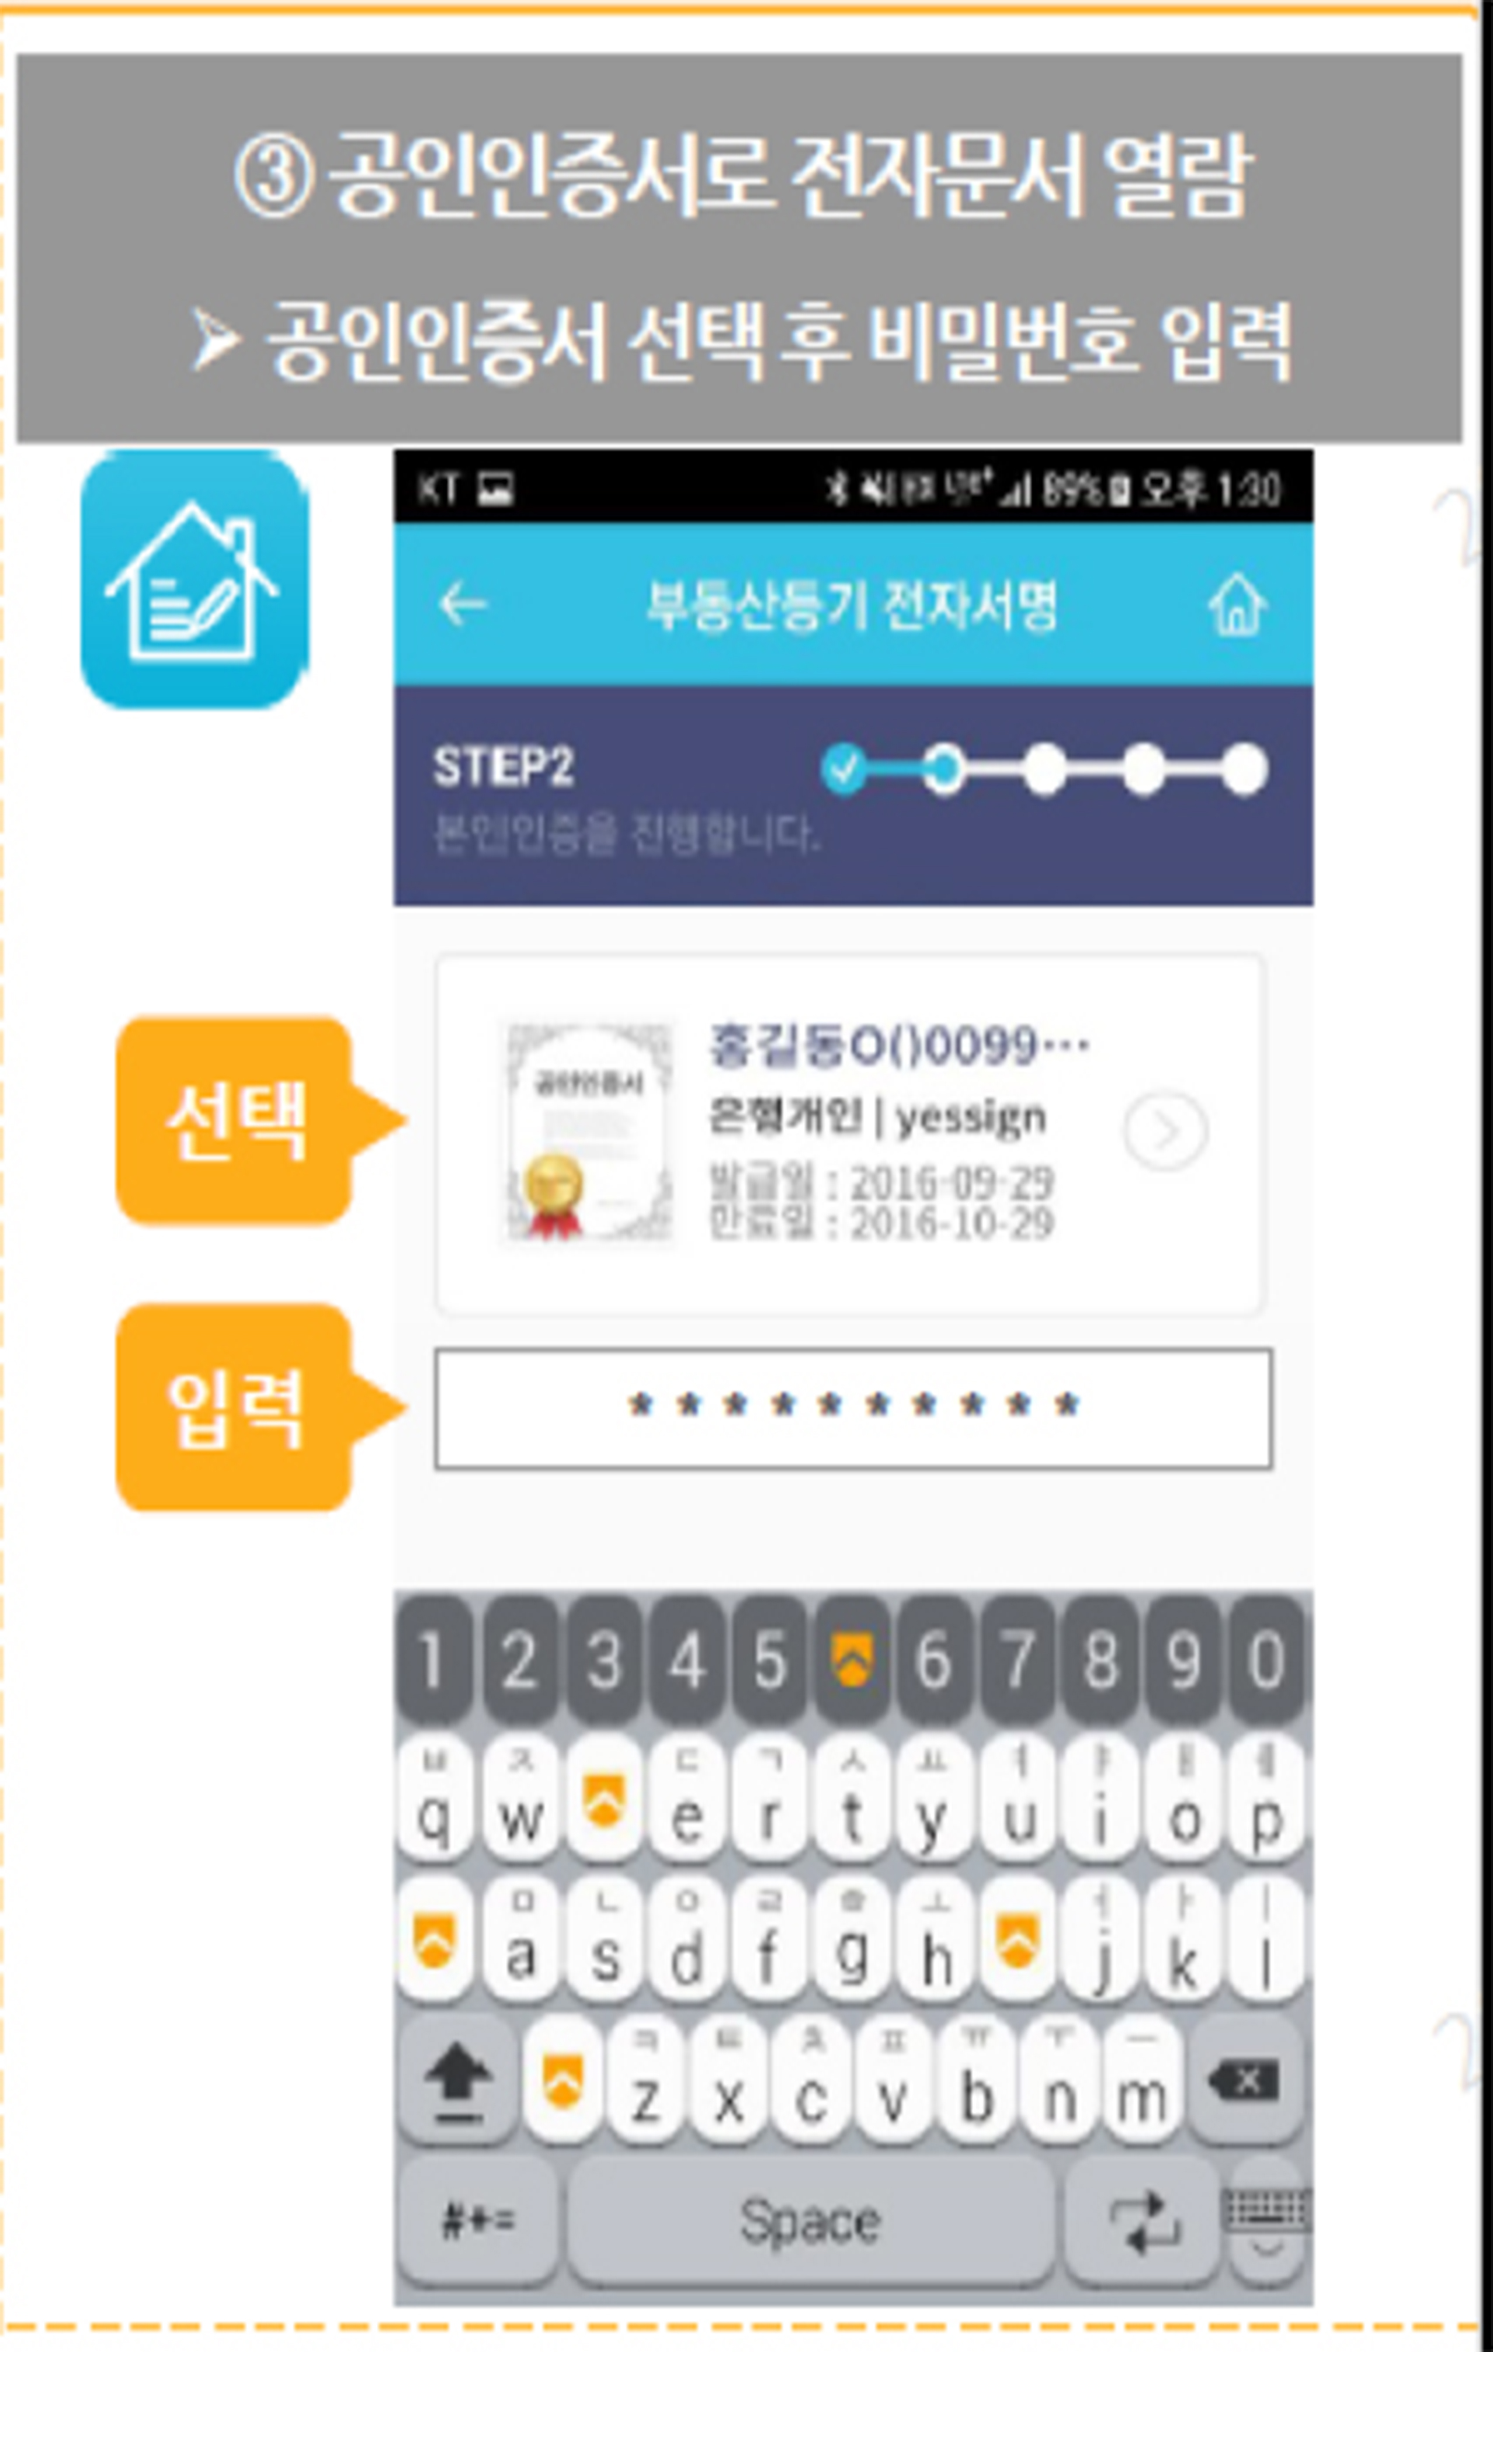 ③ 공인인증서로 전자문서 열람
➤ 공인인증서 선택 후 비밀번호 입력
KT 89% 오후 1:30
부동산등기 전자서명
STEP2
본인인증을 진행합니다.
공인인증서
홍길동O()0099···
은행개인 | yessign
발급일 : 2016-09-29
만료일 : 2016-10-29
선택
입력
* * * * * * * * * *
1 2 3 4 5 6 7 8 9 0
ㅂ ㅈ ㄷ ㄱ ㅅ ㅛ ㅕ ㅑ ㅐ ㅔ
q w e r t y u i o p
ㅁ ㄴ ㅇ ㄹ ㅎ ㅗ ㅓ ㅏ ㅣ
a s d f g h j k l
ㅋ ㅌ ㅊ ㅍ ㅠ ㅜ ㅡ
z x c v b n m
#+= Space